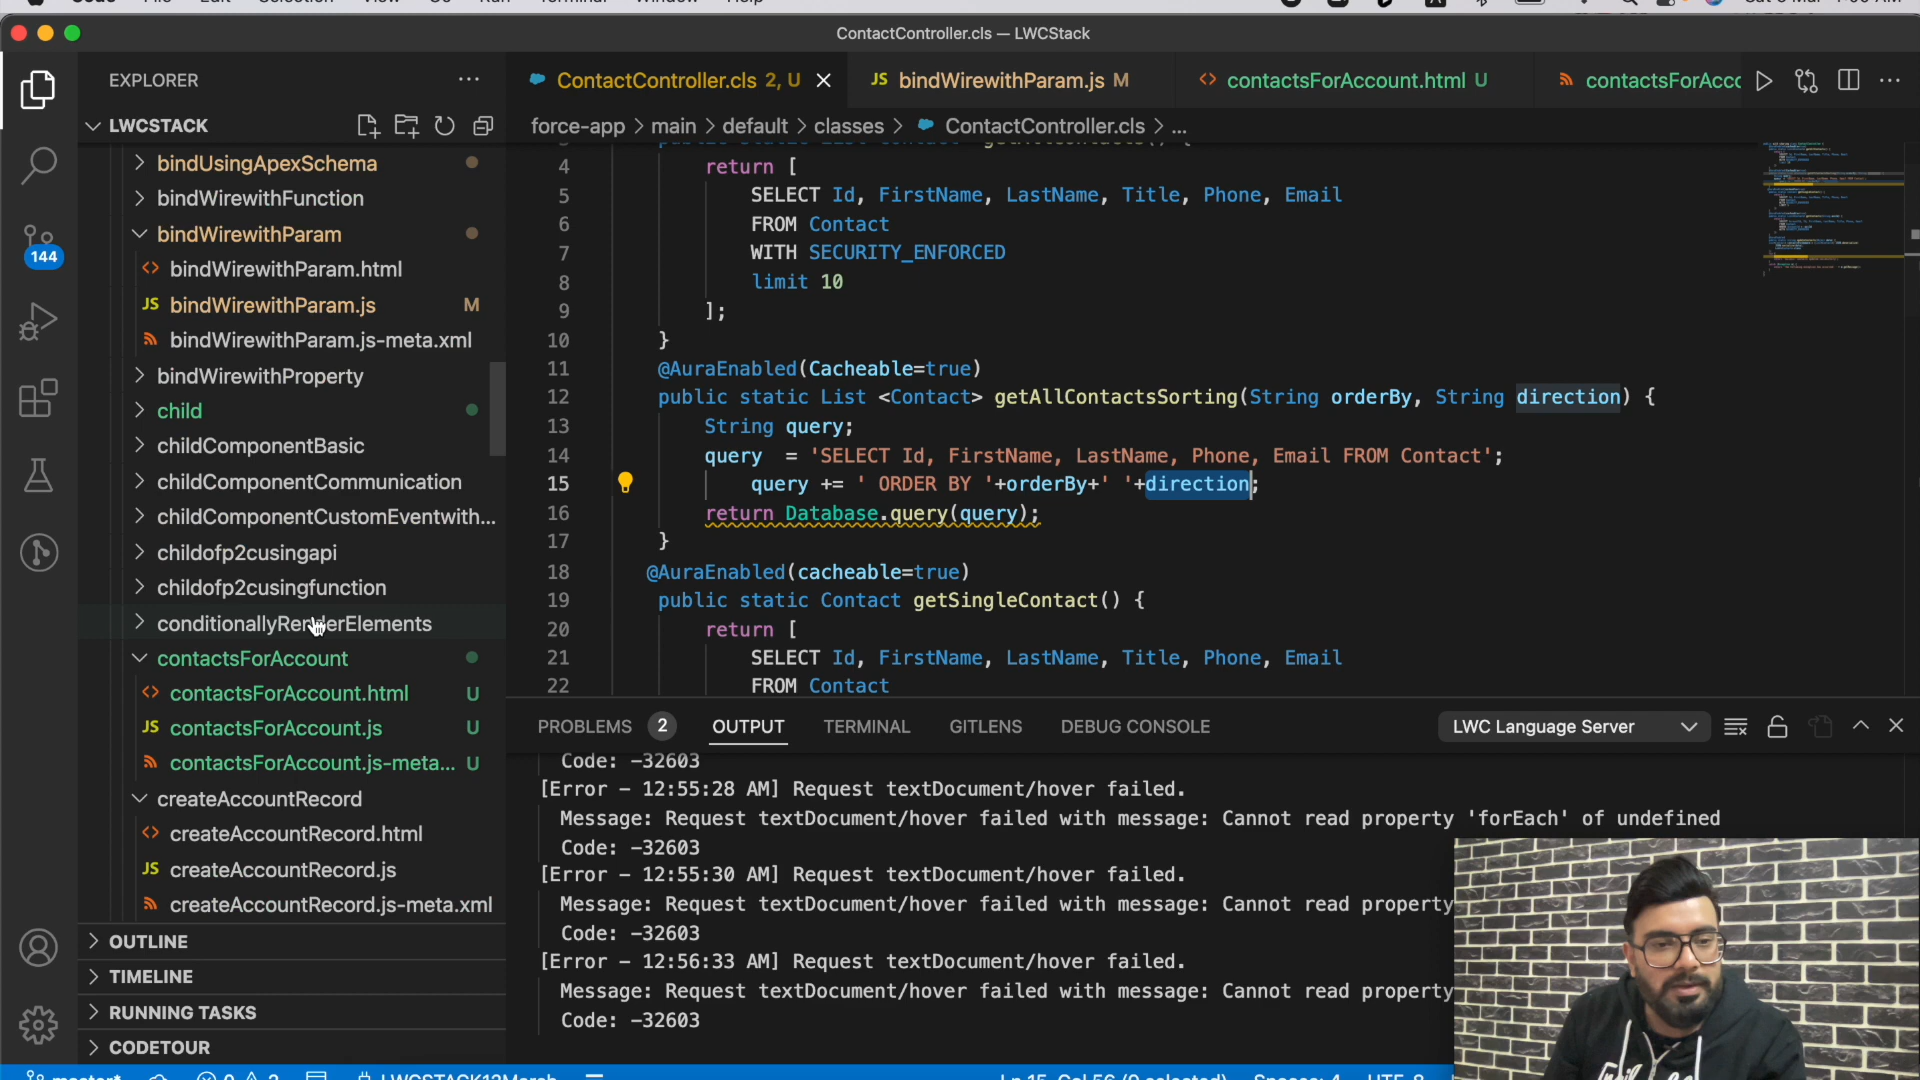 ContactController.cls — LWCStack
EXPLORER
LWCSTACK
bindUsingApexSchema
bindWirewithFunction
bindWirewithParam
bindWirewithParam.html
JS bindWirewithParam.js M
bindWirewithParam.js-meta.xml
bindWirewithProperty
child
childComponentBasic
childComponentCommunication
childComponentCustomEventwith...
childofp2cusingapi
childofp2cusingfunction
conditionallyRenderElements
contactsForAccount
contactsForAccount.html U
JS contactsForAccount.js U
contactsForAccount.js-meta... U
createAccountRecord
createAccountRecord.html
JS createAccountRecord.js
createAccountRecord.js-meta.xml
OUTLINE
TIMELINE
RUNNING TASKS
CODETOUR
144
ContactController.cls 2, U
JS bindWirewithParam.js M
contactsForAccount.html U
contactsForAcco
force-app > main > default > classes > ContactController.cls > ...
4 return [
5 SELECT Id, FirstName, LastName, Title, Phone, Email
6 FROM Contact
7 WITH SECURITY_ENFORCED
8 limit 10
9 ];
10 }
11 @AuraEnabled(Cacheable=true)
12 public static List <Contact> getAllContactsSorting(String orderBy, String direction) {
13 String query;
14 query = 'SELECT Id, FirstName, LastName, Phone, Email FROM Contact';
15 query += ' ORDER BY '+orderBy+' '+direction;
16 return Database.query(query);
17 }
18 @AuraEnabled(cacheable=true)
19 public static Contact getSingleContact() {
20 return [
21 SELECT Id, FirstName, LastName, Title, Phone, Email
22 FROM Contact
PROBLEMS 2 OUTPUT TERMINAL GITLENS DEBUG CONSOLE LWC Language Server
Code: -32603
[Error - 12:55:28 AM] Request textDocument/hover failed.
Message: Request textDocument/hover failed with message: Cannot read property 'forEach' of undefined
Code: -32603
[Error - 12:55:30 AM] Request textDocument/hover failed.
Message: Request textDocument/hover failed with message: Cannot read property
Code: -32603
[Error - 12:56:33 AM] Request textDocument/hover failed.
Message: Request textDocument/hover failed with message: Cannot read property
Code: -32603